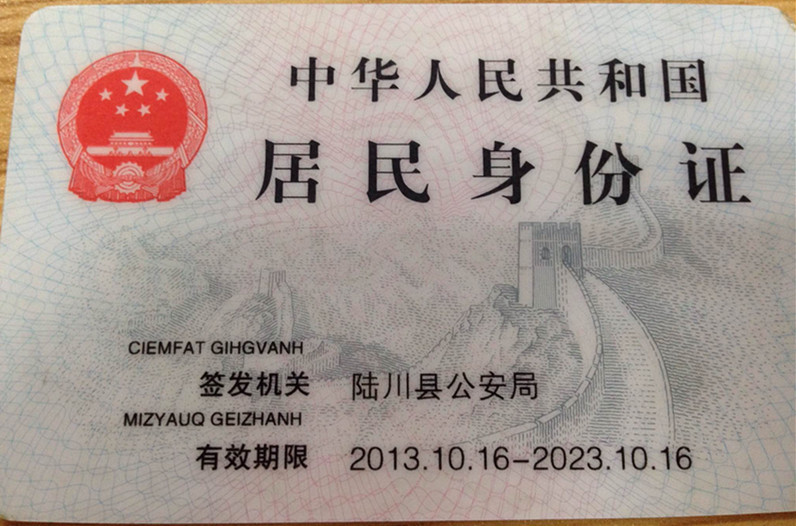 中华人民共和国
居民身份证
CIEMFAT GIHGVANH
签发机关 陆川县公安局
MIZYAUQ GEIZHANH
有效期限 2013.10.16-2023.10.16